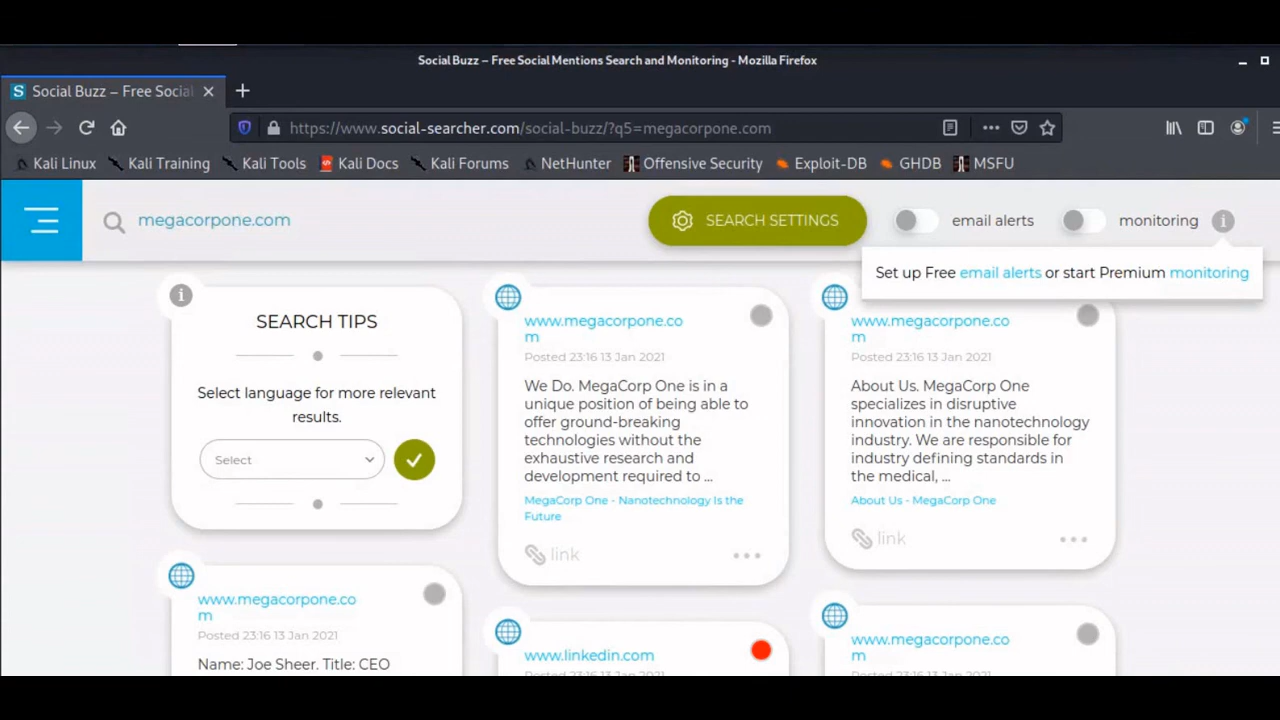 Social Buzz – Free Social Mentions Search and Monitoring - Mozilla Firefox
S Social Buzz – Free Social
https://www.social-searcher.com/social-buzz/?q5=megacorpone.com
Kali Linux Kali Training Kali Tools Kali Docs Kali Forums NetHunter Offensive Security Exploit-DB GHDB MSFU
megacorpone.com SEARCH SETTINGS email alerts monitoring i
Set up Free email alerts or start Premium monitoring
i
SEARCH TIPS
Select language for more relevant
results.
Select
www.megacorpone.co
m
Posted 23:16 13 Jan 2021
We Do. MegaCorp One is in a
unique position of being able to
offer ground-breaking
technologies without the
exhaustive research and
development required to ...
MegaCorp One - Nanotechnology Is the
Future
link
www.megacorpone.co
m
Posted 23:16 13 Jan 2021
About Us. MegaCorp One
specializes in disruptive
innovation in the nanotechnology
industry. We are responsible for
industry defining standards in
the medical, ...
About Us - MegaCorp One
link
www.megacorpone.co
m
Posted 23:16 13 Jan 2021
Name: Joe Sheer. Title: CEO
www.linkedin.com
www.megacorpone.co
m